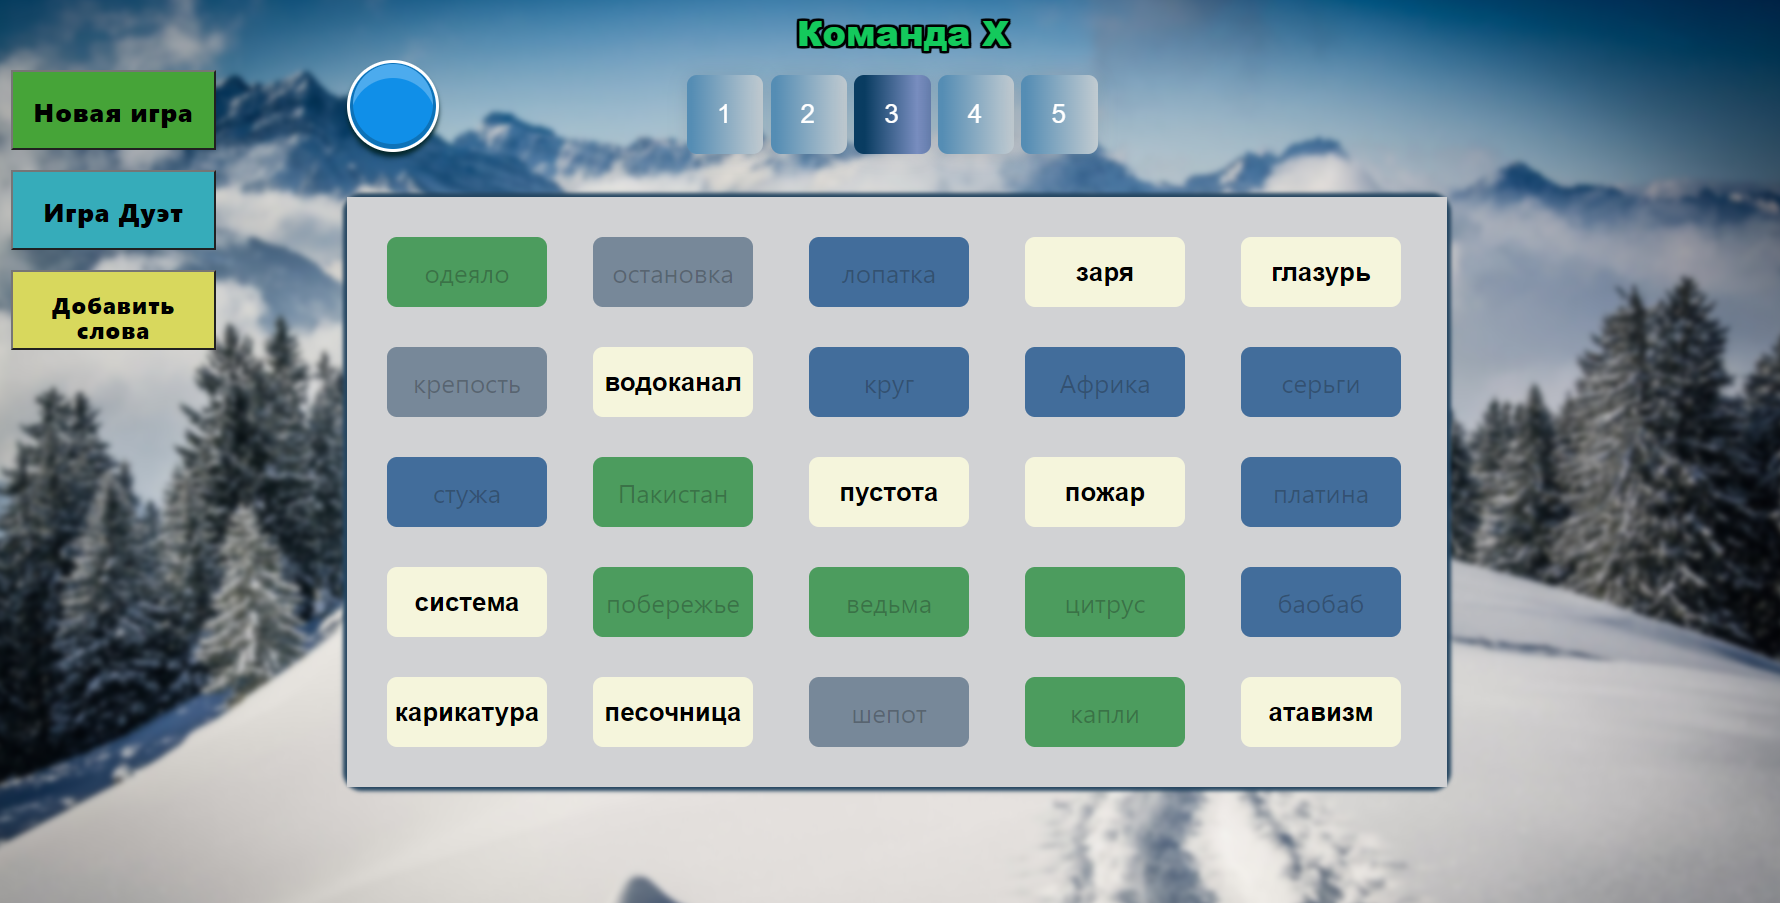 Команда X
Новая игра
1 2 3 4 5
Игра Дуэт
Добавить
слова
одеяло остановка лопатка заря глазурь
крепость водоканал круг Африка серьги
стужа Пакистан пустота пожар платина
система побережье ведьма цитрус баобаб
карикатура песочница шепот капли атавизм